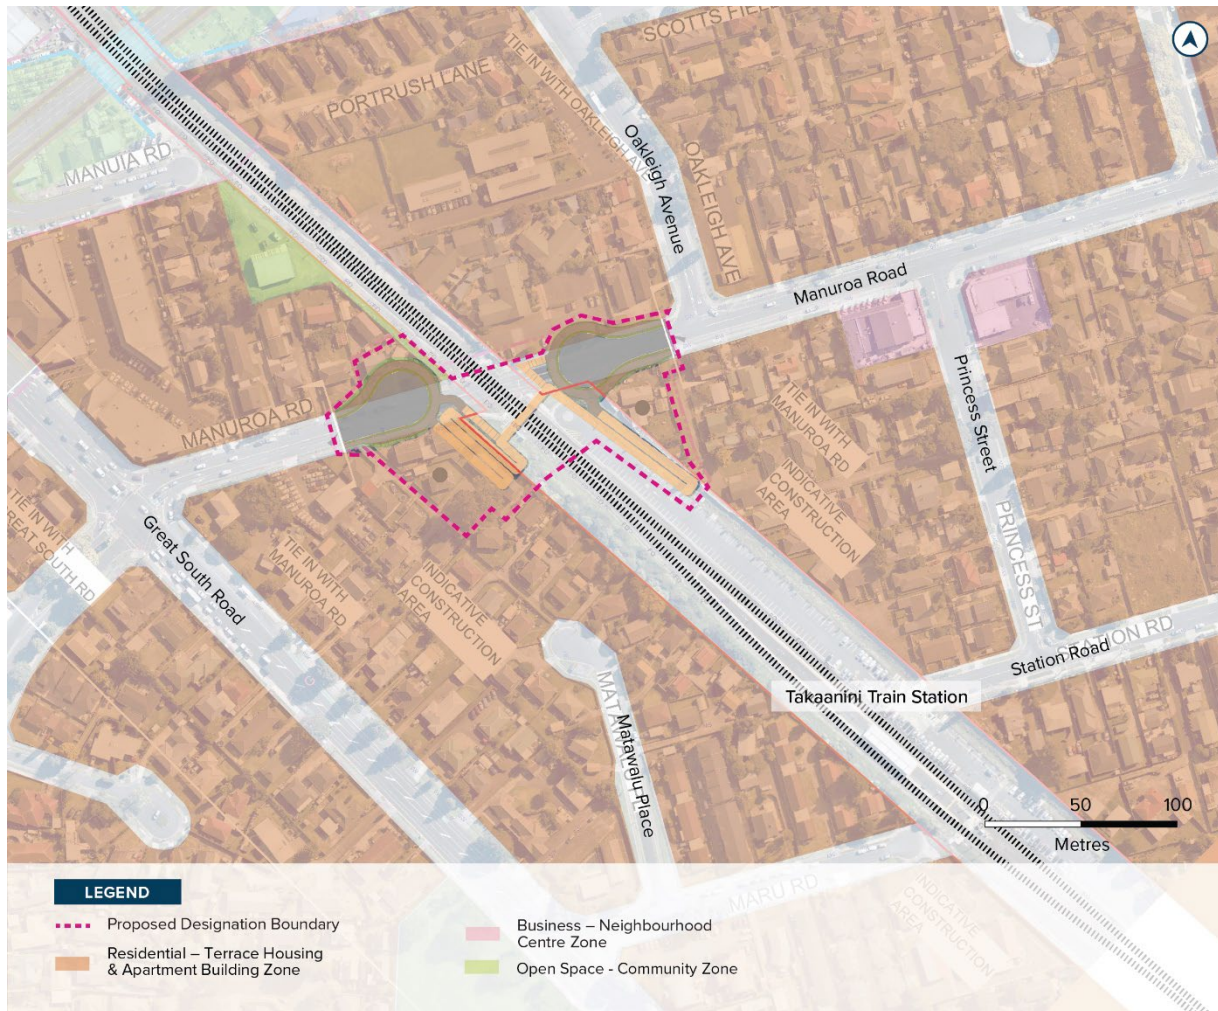 SCOTTS FIEL
TIE IN WITH OAKLEIGH AVE
PORTRUSH LANE
MANUIA RD
Oakleigh Avenue
OAKLEIGH AVE
Manuroa Road
MANUROA RD
Princess Street
TIE IN WITH
MANUROA RD
INDICATIVE
CONSTRUCTION
AREA
TIE IN WITH
GREAT SOUTH RD
Great South Road
TIE IN WITH
MANUROA RD
INDICATIVE
CONSTRUCTION
AREA
PRINCESS ST
STATION RD
Station Road
Takaanini Train Station
MATAWALU PL
Matawalu Place
0 50 100
Metres
MARU RD
INDICATIVE
CONSTRUCTION
AREA
LEGEND
Proposed Designation Boundary
Residential – Terrace Housing
& Apartment Building Zone
Business – Neighbourhood
Centre Zone
Open Space - Community Zone